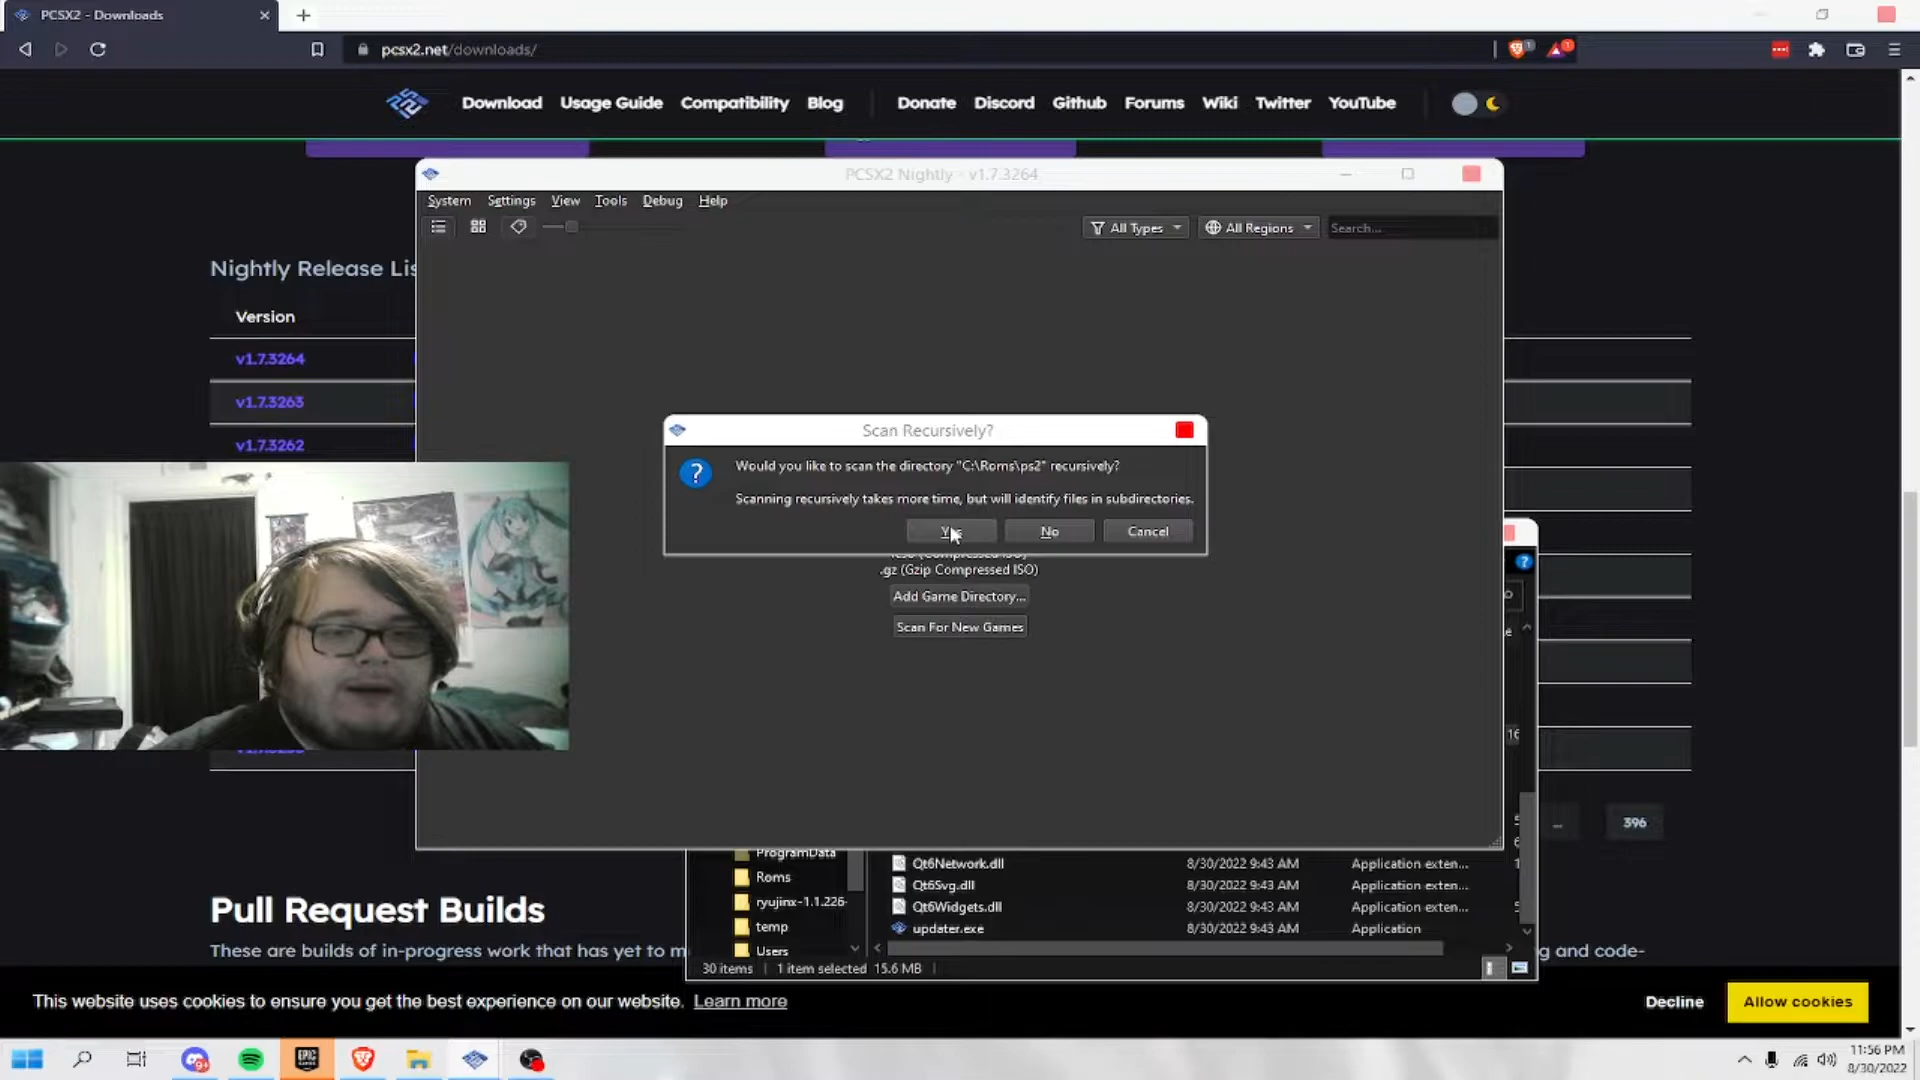 PCSX2 - Downloads
pcsx2.net/downloads/
Download Usage Guide Compatibility Blog Donate Discord Github Forums Wiki Twitter YouTube
PCSX2 Nightly - v1.7.3264
System Settings View Tools Debug Help
All Types All Regions Search...
Nightly Release Lis
Version
v1.7.3264
v1.7.3263
v1.7.3262
Scan Recursively?
Would you like to scan the directory "C:\Roms\ps2" recursively?
Scanning recursively takes more time, but will identify files in subdirectories.
Yes No Cancel
.gz (Gzip Compressed ISO)
Add Game Directory...
Scan For New Games
... 396
ProgramData
Roms
ryujinx-1.1.226-
temp
Users
Qt6Network.dll 8/30/2022 9:43 AM Application exten...
Qt6Svg.dll 8/30/2022 9:43 AM Application exten...
Qt6Widgets.dll 8/30/2022 9:43 AM Application exten...
updater.exe 8/30/2022 9:43 AM Application
30 items 1 item selected 15.6 MB
Pull Request Builds
These are builds of in-progress work that has yet to m
g and code-
This website uses cookies to ensure you get the best experience on our website. Learn more
Decline Allow cookies
EPIC GAMES
11:56 PM
8/30/2022